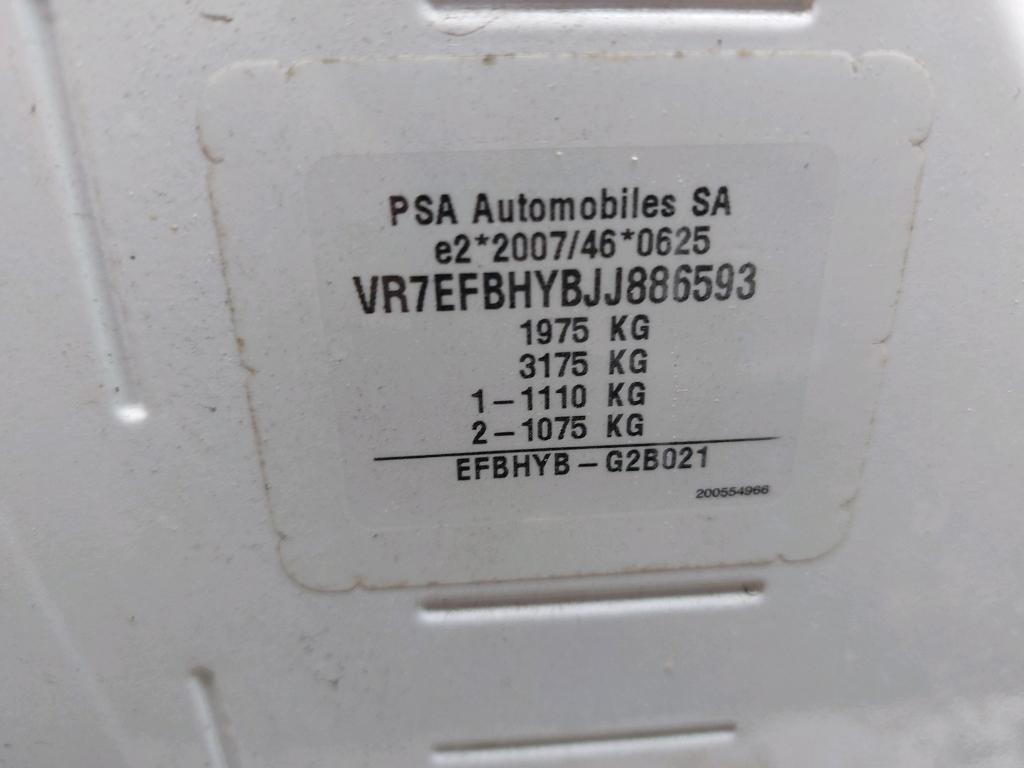 PSA Automobiles SA
e2*2007/46*0625
VR7EFBHYBJJ886593
1975 KG
3175 KG
1-1110 KG
2-1075 KG
EFBHYB-G2B021
200554966